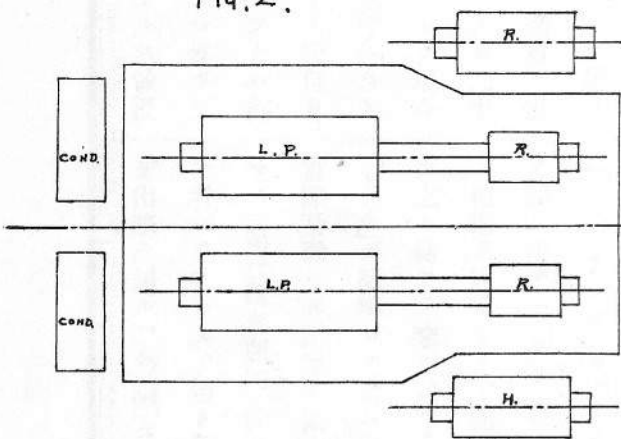 FIG. 2.
R.
COND.
L. P.
R.
COND.
L.P.
R.
H.